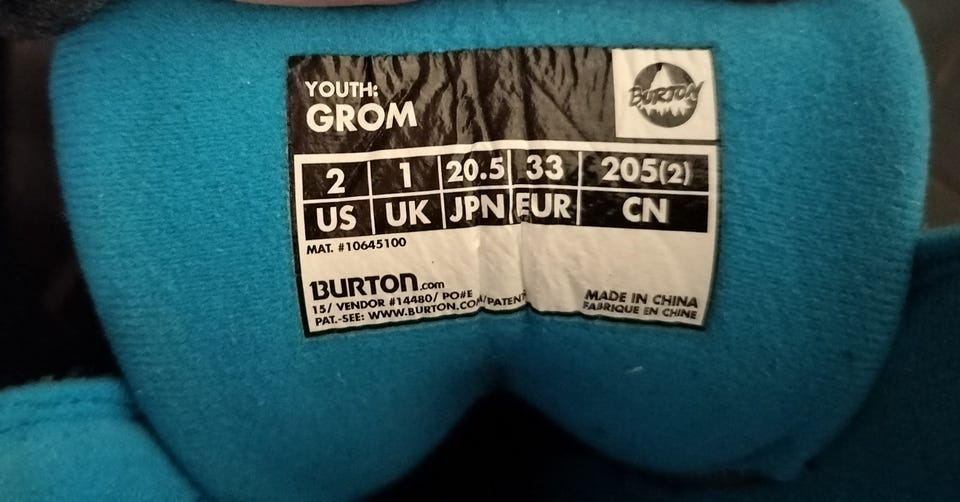 YOUTH:
GROM
BURTON
2 1 20.5 33 205(2)
US UK JPN EUR CN
MAT. #10645100
BURTON.com
15/ VENDOR #14480/ PO#E
PAT.-SEE: WWW.BURTON.COM/PATENT
MADE IN CHINA
FABRIQUE EN CHINE